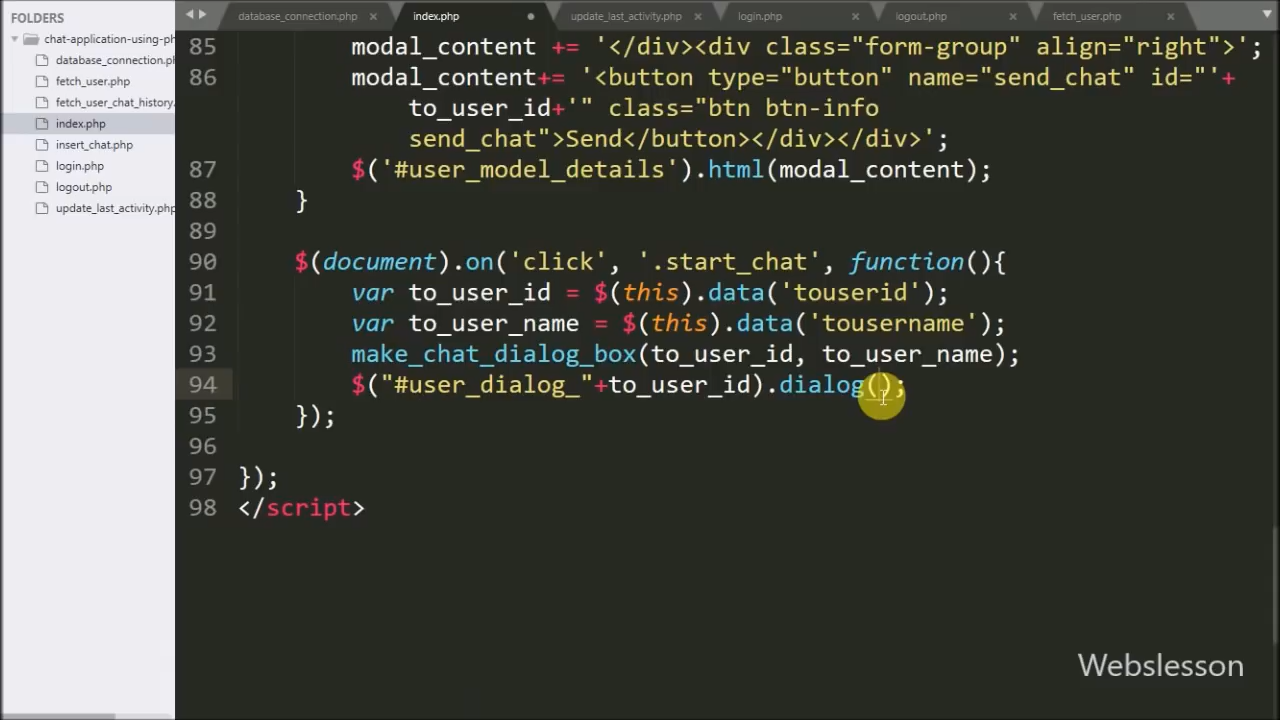 FOLDERS
chat-application-using-ph
database_connection.ph
fetch_user.php
fetch_user_chat_history.
index.php
insert_chat.php
login.php
logout.php
update_last_activity.php
database_connection.php
index.php
update_last_activity.php
login.php
logout.php
fetch_user.php
85 modal_content += '</div><div class="form-group" align="right">';
86 modal_content+= '<button type="button" name="send_chat" id="'+
to_user_id+'" class="btn btn-info
send_chat">Send</button></div></div>';
87 $('#user_model_details').html(modal_content);
88 }
89
90 $(document).on('click', '.start_chat', function(){
91 var to_user_id = $(this).data('touserid');
92 var to_user_name = $(this).data('tousername');
93 make_chat_dialog_box(to_user_id, to_user_name);
94 $("#user_dialog_"+to_user_id).dialog();
95 });
96
97 });
98 </script>
Webslesson